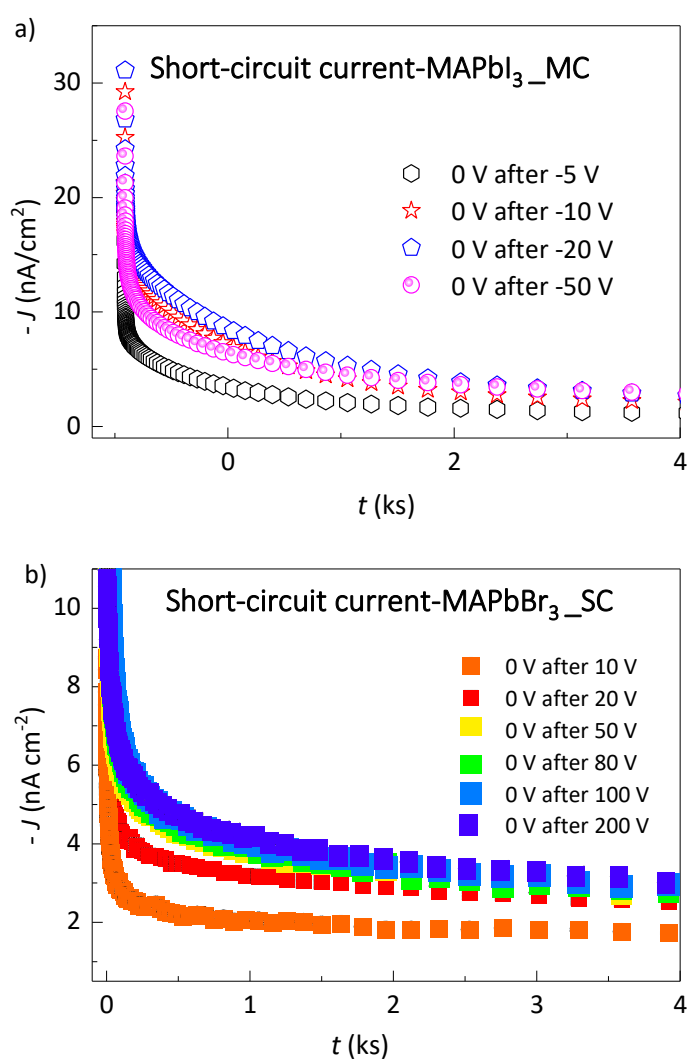 a)
Short-circuit current-MAPbI₃_MC
30
20
10
0
- J (nA/cm²)
0 V after -5 V
0 V after -10 V
0 V after -20 V
0 V after -50 V
0 2 4
t (ks)
b)
Short-circuit current-MAPbBr₃_SC
10
8
6
4
2
- J (nA cm⁻²)
0 V after 10 V
0 V after 20 V
0 V after 50 V
0 V after 80 V
0 V after 100 V
0 V after 200 V
0 1 2 3 4
t (ks)